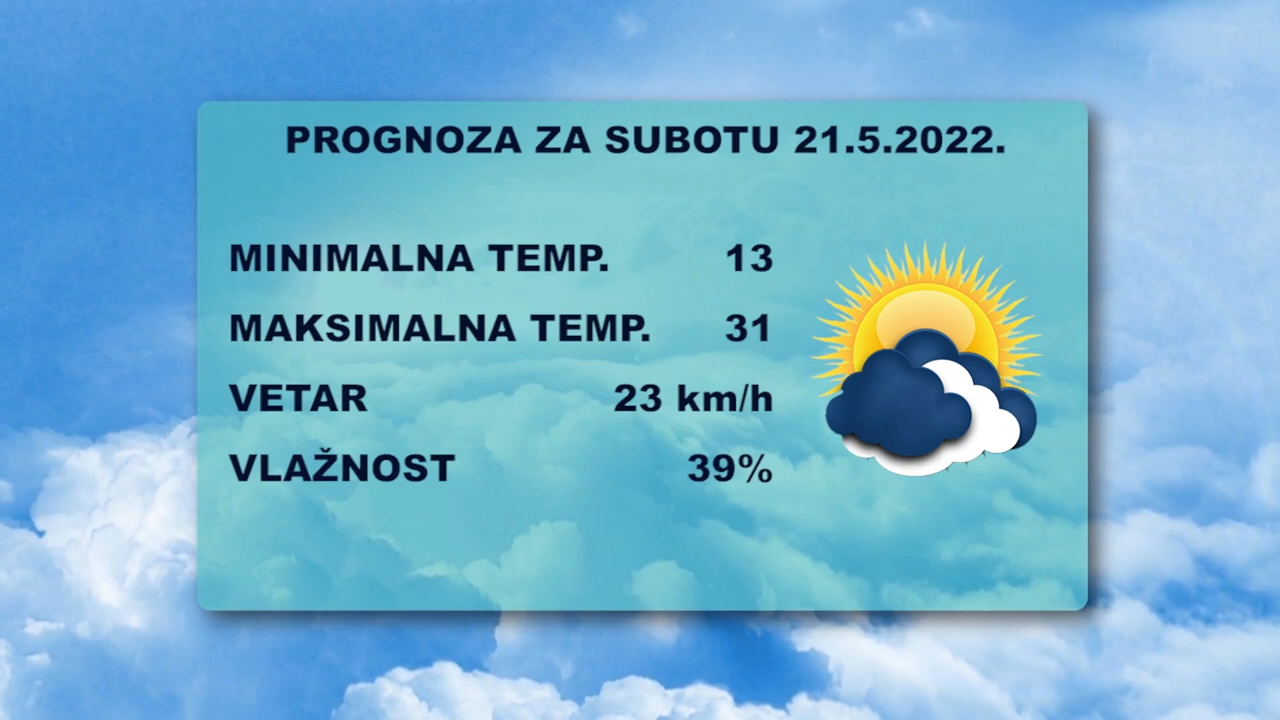 PROGNOZA ZA SUBOTU 21.5.2022.
MINIMALNA TEMP. 13
MAKSIMALNA TEMP. 31
VETAR 23 km/h
VLAŽNOST 39%